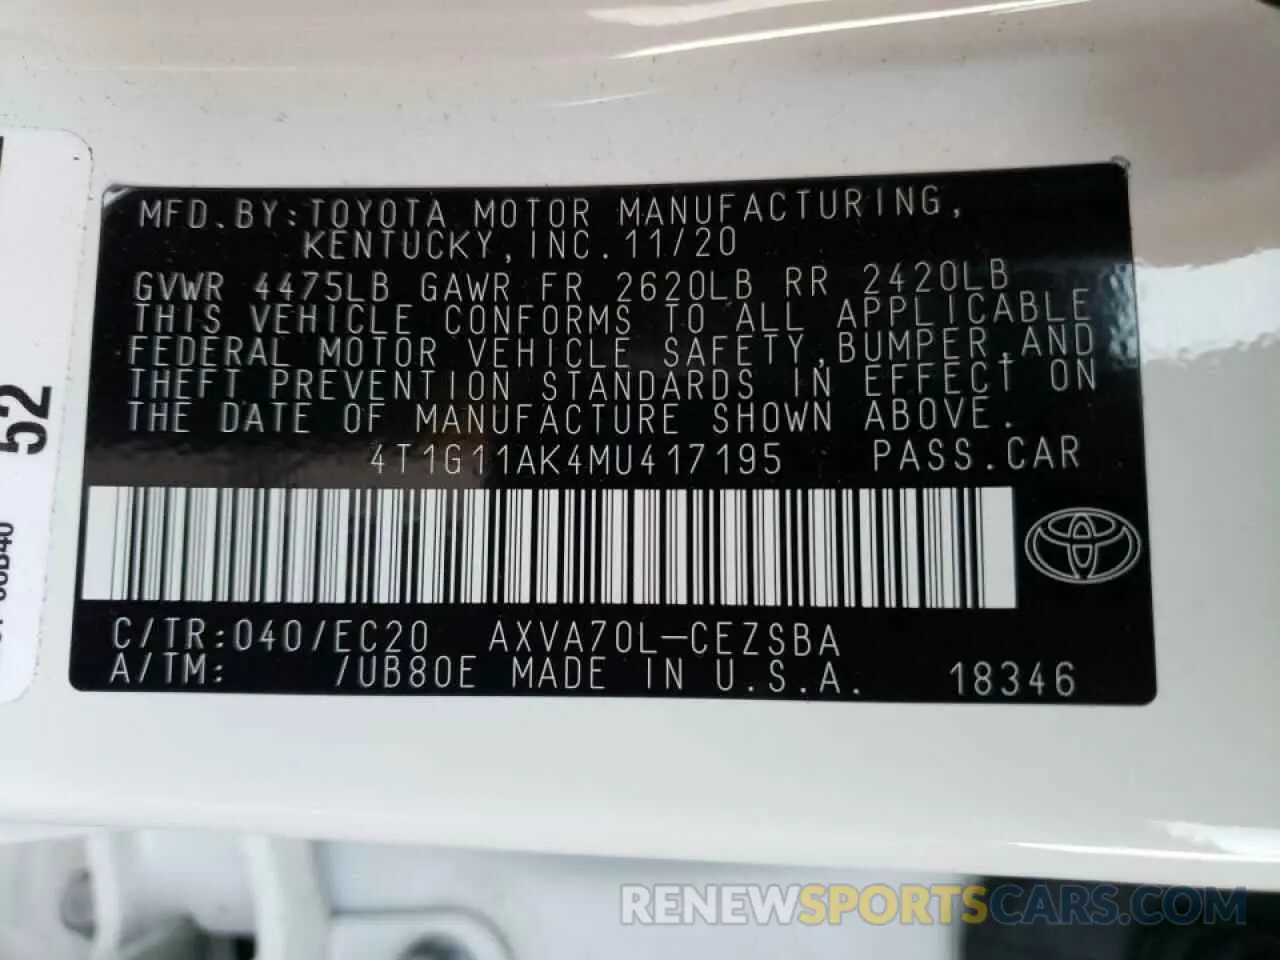 MFD.BY:TOYOTA MOTOR MANUFACTURING,
KENTUCKY,INC.11/20
GVWR 4475LB GAWR FR 2620LB RR 2420LB
THIS VEHICLE CONFORMS TO ALL APPLICABLE
FEDERAL MOTOR VEHICLE SAFETY,BUMPER,AND
THEFT PREVENTION STANDARDS IN EFFECT ON
THE DATE OF MANUFACTURE SHOWN ABOVE.
4T1G11AK4MU417195 PASS.CAR
C/TR:040/EC20 AXVA70L-CEZSBA
A/TM: /UB80E MADE IN U.S.A. 18346
52
RENEWSPORTSCARS.COM